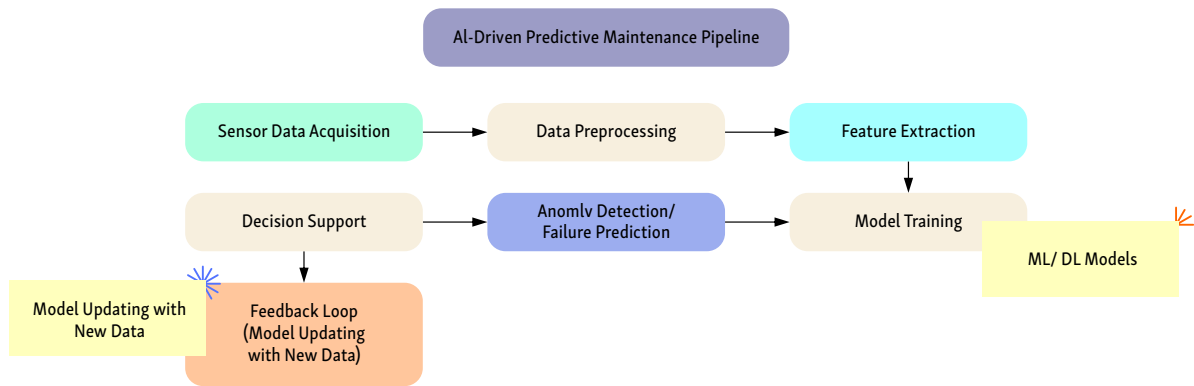 AI-Driven Predictive Maintenance Pipeline
Sensor Data Acquisition
Data Preprocessing
Feature Extraction
Decision Support
Anomlv Detection/
Failure Prediction
Model Training
ML/ DL Models
Model Updating with
New Data
Feedback Loop
(Model Updating
with New Data)